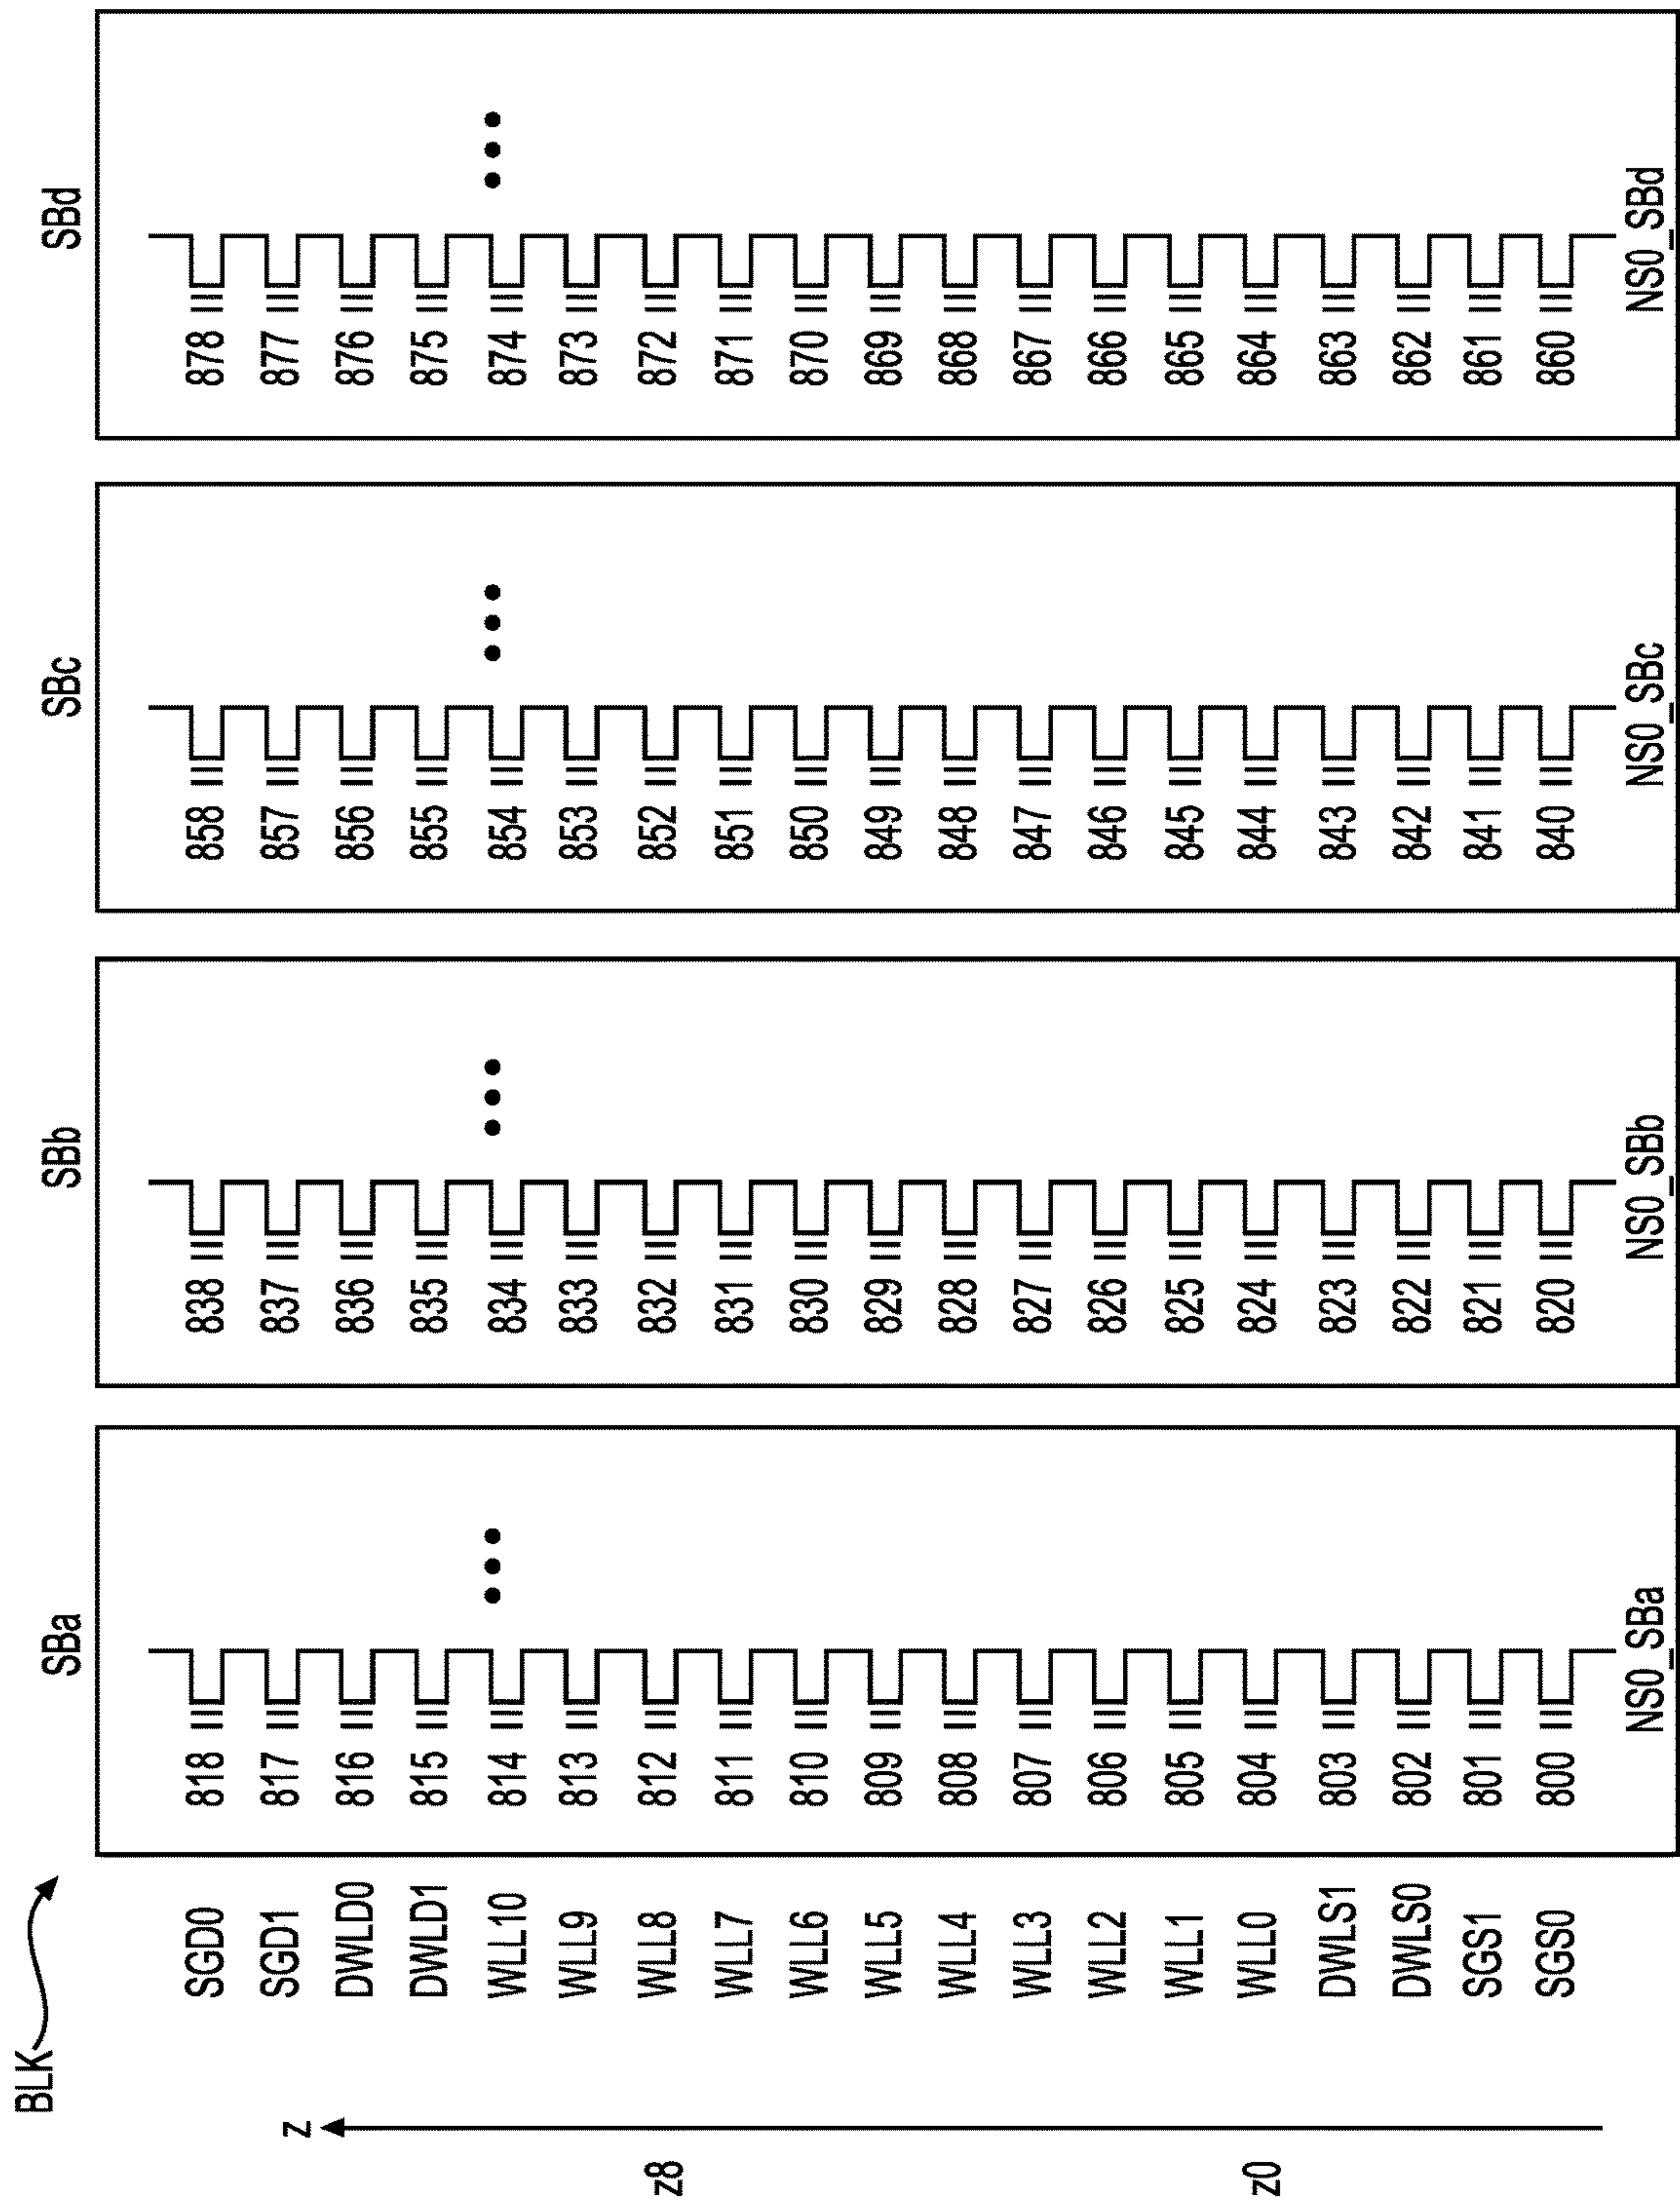 BLK
SBa SBb SBc SBd
z
SGD0 818 838 858 878
SGD1 817 837 857 877
DWLD0 816 836 856 876
DWLD1 815 835 855 875
WLL10 814 834 854 874
WLL9 813 833 853 873
z8 WLL8 812 832 852 872
WLL7 811 831 851 871
WLL6 810 830 850 870
WLL5 809 829 849 869
WLL4 808 828 848 868
WLL3 807 827 847 867
WLL2 806 826 846 866
WLL1 805 825 845 865
z0 WLL0 804 824 844 864
DWLS1 803 823 843 863
DWLS0 802 822 842 862
SGS1 801 821 841 861
SGS0 800 820 840 860
NS0_SBa NS0_SBb NS0_SBc NS0_SBd